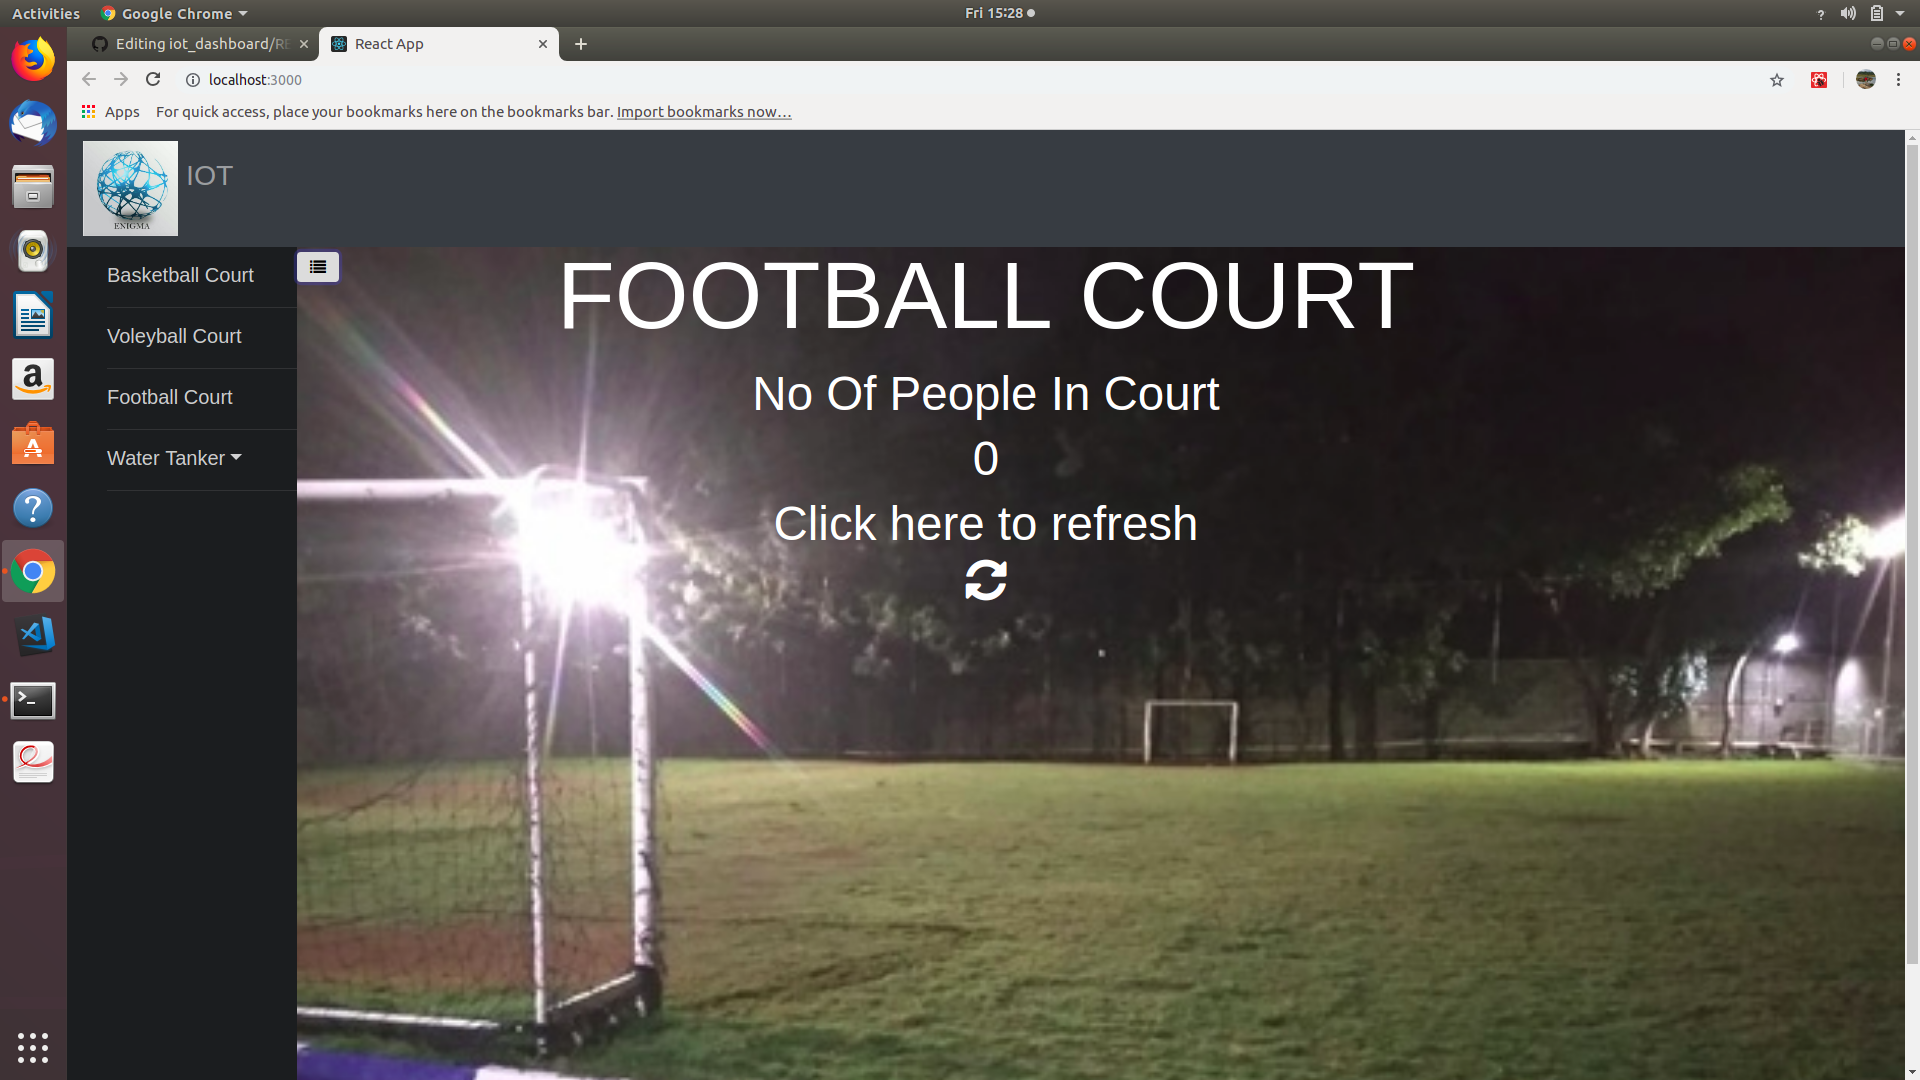 Activities Google Chrome Fri 15:28 ?
Editing iot_dashboard/RE React App
localhost:3000
Apps For quick access, place your bookmarks here on the bookmarks bar. Import bookmarks now...
ENIGMA
IOT
Basketball Court
Voleyball Court
Football Court
Water Tanker
FOOTBALL COURT
No Of People In Court
0
Click here to refresh